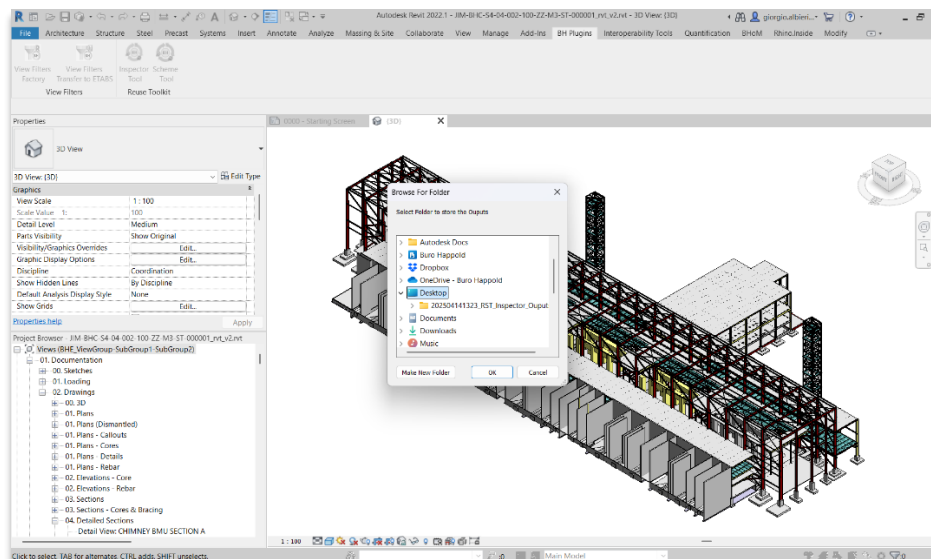 Autodesk Revit 2022.1 - JIM-BHC-S4-04-002-100-ZZ-M3-ST-000001_rvt_v2.rvt - 3D View: {3D}
giorgio.albieri...
File Architecture Structure Steel Precast Systems Insert Annotate Analyze Massing & Site Collaborate View Manage Add-Ins BH Plugins Interoperability Tools Quantification BHoM Rhino.Inside Modify
View Filters View Filters Inspector Scheme
Factory Transfer to ETABS Tool Tool
View Filters Reuse Toolkit
Properties
0000 - Starting Screen {3D}
3D View
3D View: {3D} Edit Type
Graphics
View Scale 1 : 100
Scale Value 1: 100
Detail Level Medium
Parts Visibility Show Original
Visibility/Graphics Overrides Edit...
Graphic Display Options Edit...
Discipline Coordination
Show Hidden Lines By Discipline
Default Analysis Display Style None
Show Grids Edit...
Properties help Apply
Project Browser - JIM-BHC-S4-04-002-100-ZZ-M3-ST-000001_rvt_v2.rvt
Views (BHE_ViewGroup-SubGroup1-SubGroup2)
01. Documentation
00. Sketches
01. Loading
02. Drawings
00. 3D
01. Plans
01. Plans (Dismantled)
01. Plans - Callouts
01. Plans - Cores
01. Plans - Details
01. Plans - Rebar
02. Elevations - Core
02. Elevations - Rebar
03. Sections
03. Sections - Cores & Bracing
04. Detailed Sections
Detail View: CHIMNEY BMU SECTION A
Browse For Folder
Select Folder to store the Ouputs
Autodesk Docs
Buro Happold
Dropbox
OneDrive - Buro Happold
Desktop
202504141323_RST_Inspector_Ouput
Documents
Downloads
Music
Make New Folder OK Cancel
1 : 100
Click to select, TAB for alternates, CTRL adds, SHIFT unselects.
:0 Main Model
:0